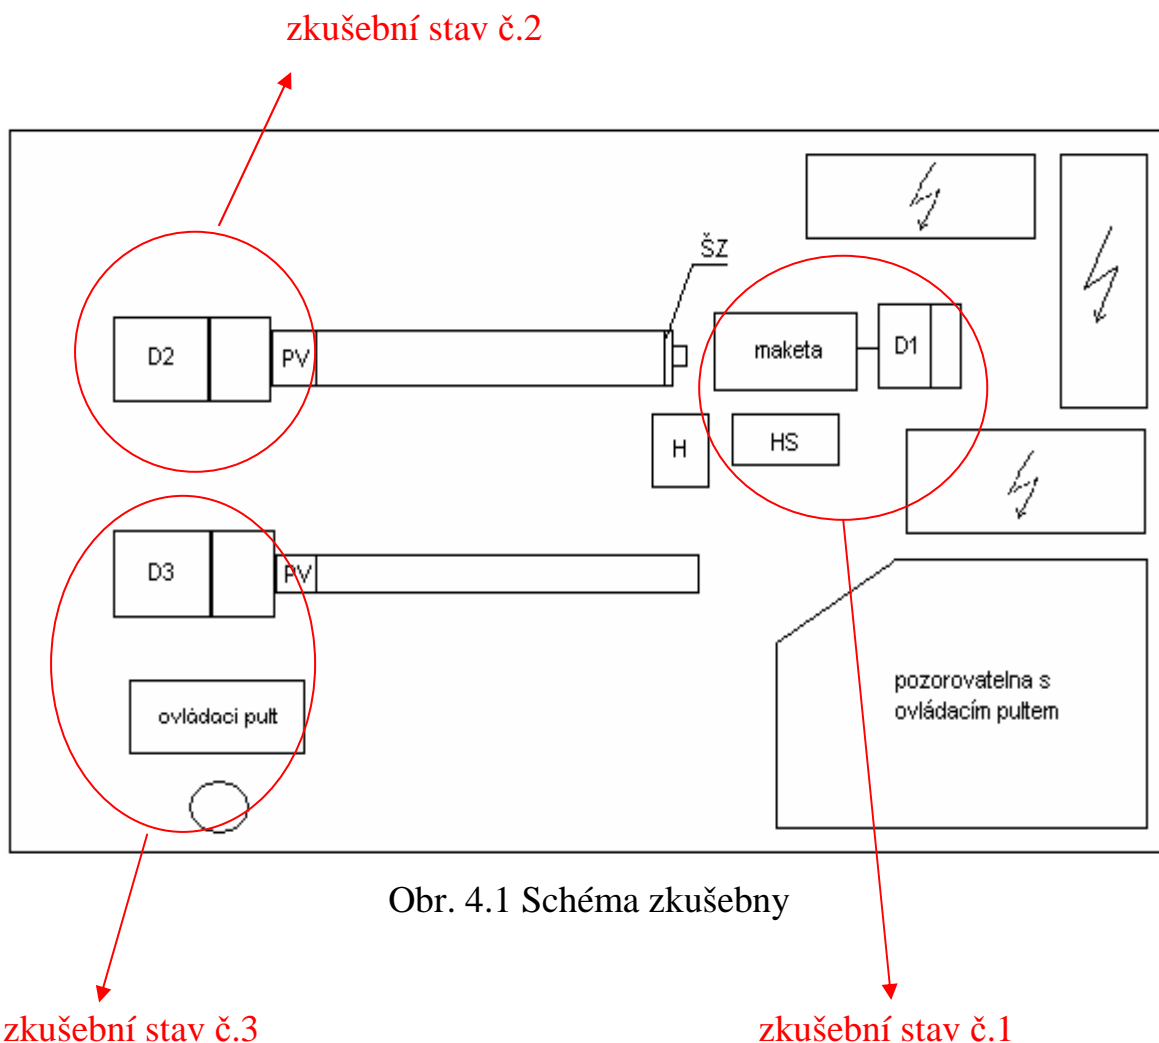 zkušební stav č.2
ŠZ
D2
PV
maketa
D1
H
HS
D3
PV
ovládaci pult
pozorovatelna s
ovládacím pultem
Obr. 4.1 Schéma zkušebny
zkušební stav č.3
zkušební stav č.1